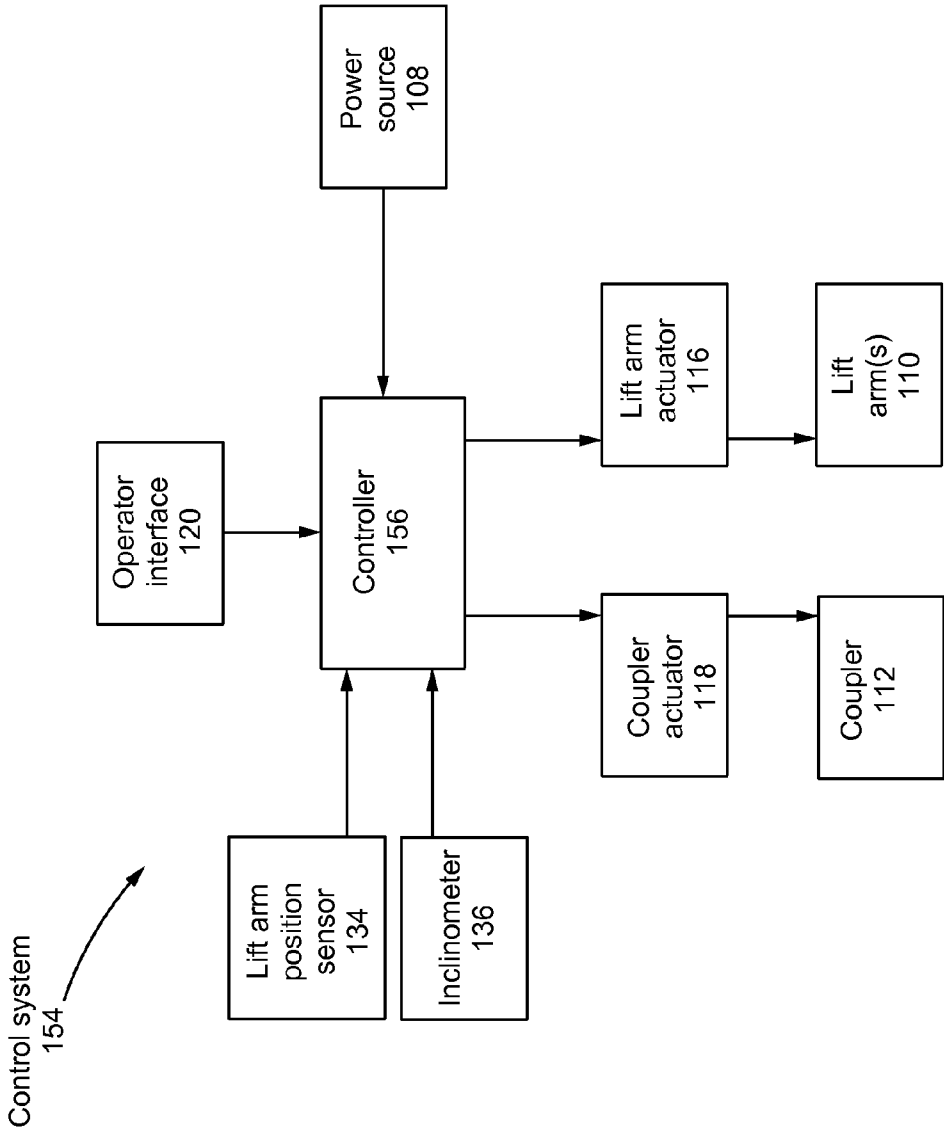 Control system
154
Operator
interface
120
Lift arm
position
sensor
134
Inclinometer
136
Controller
156
Power
source
108
Coupler
actuator
118
Lift arm
actuator
116
Coupler
112
Lift
arm(s)
110